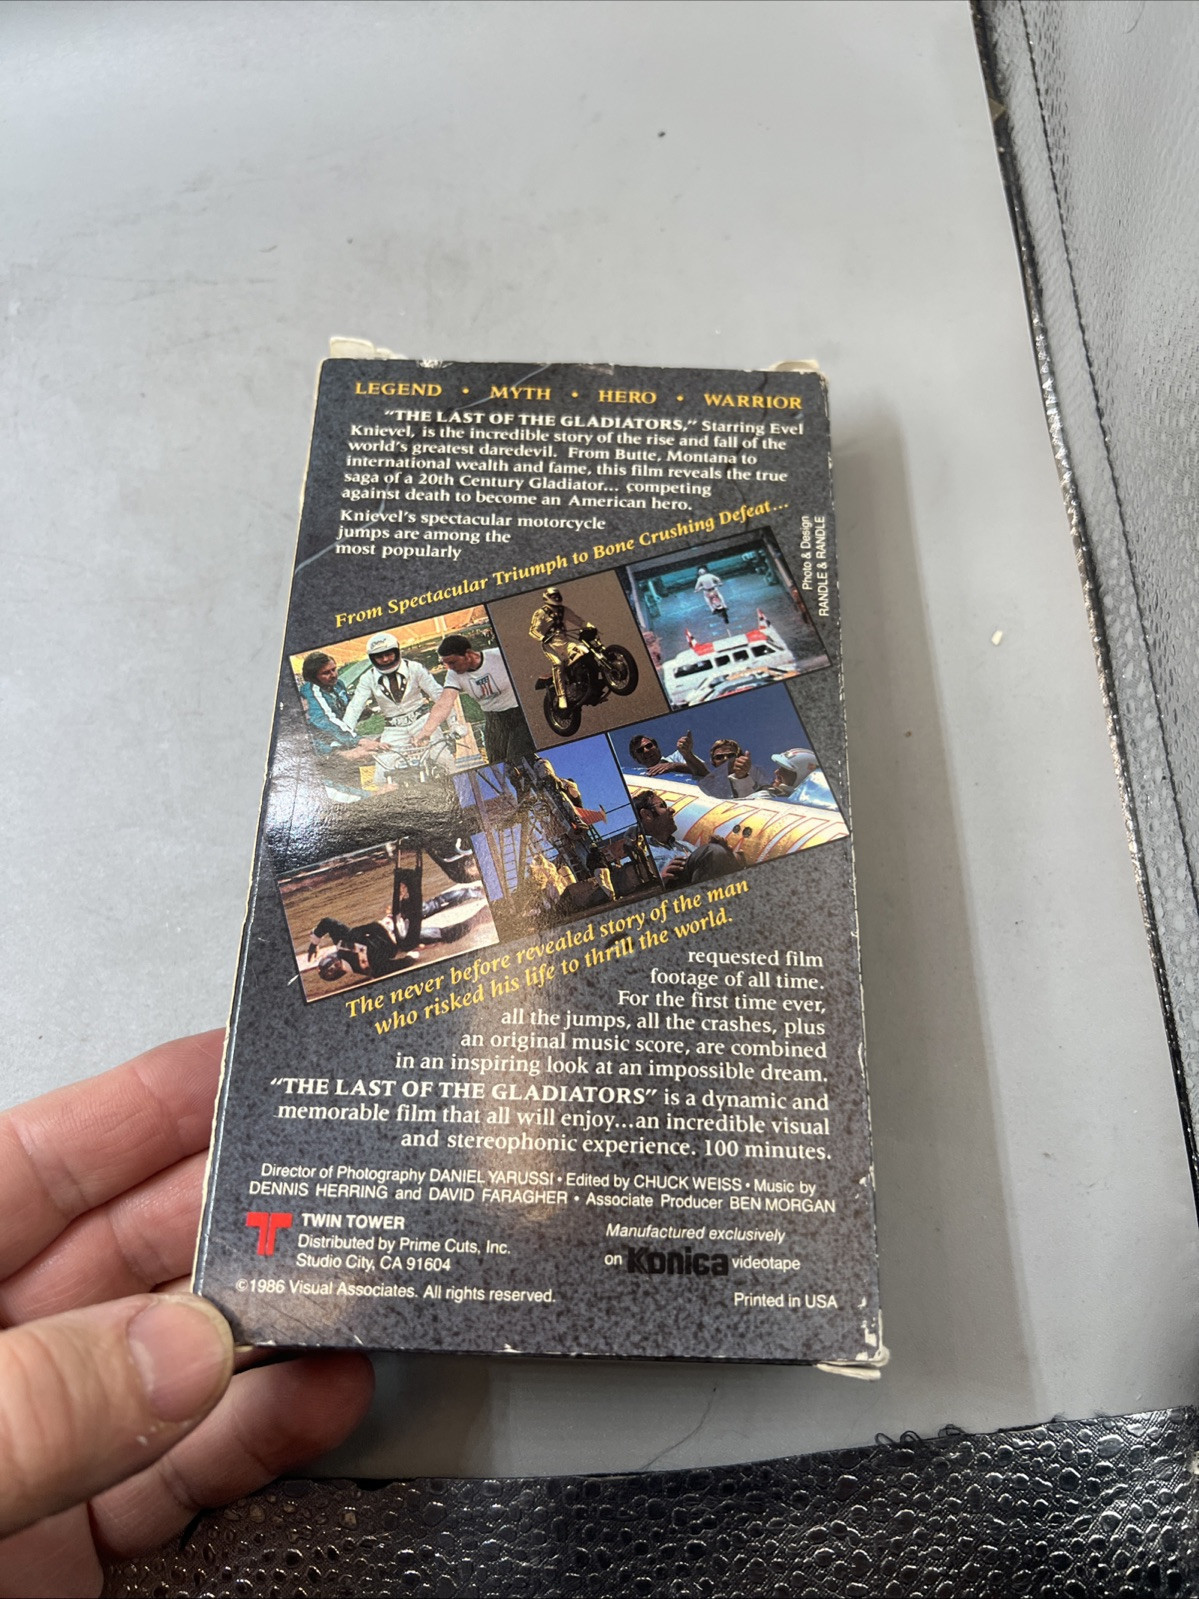 LEGEND • MYTH • HERO • WARRIOR
"THE LAST OF THE GLADIATORS," Starring Evel
Knievel, is the incredible story of the rise and fall of the
world's greatest daredevil. From Butte, Montana to
international wealth and fame, this film reveals the true
saga of a 20th Century Gladiator... competing
against death to become an American hero.
Knievel's spectacular motorcycle
jumps are among the
most popularly
From Spectacular Triumph to Bone Crushing Defeat...
Photo & Design
RANDLE & RANDLE
The never before revealed story of the man
who risked his life to thrill the world.
requested film
footage of all time.
For the first time ever,
all the jumps, all the crashes, plus
an original music score, are combined
in an inspiring look at an impossible dream.
"THE LAST OF THE GLADIATORS" is a dynamic and
memorable film that all will enjoy...an incredible visual
and stereophonic experience. 100 minutes.
Director of Photography DANIEL YARUSSI • Edited by CHUCK WEISS • Music by
DENNIS HERRING and DAVID FARAGHER • Associate Producer BEN MORGAN
TWIN TOWER
Distributed by Prime Cuts, Inc.
Studio City, CA 91604
Manufactured exclusively
on Konica videotape
©1986 Visual Associates. All rights reserved.
Printed in USA